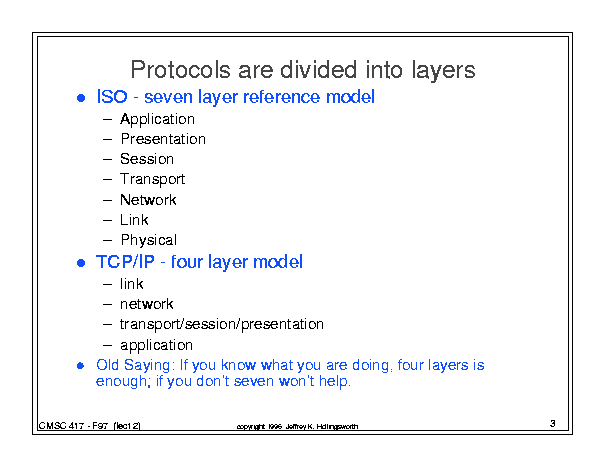 Protocols are divided into layers
● ISO - seven layer reference model
– Application
– Presentation
– Session
– Transport
– Network
– Link
– Physical
● TCP/IP - four layer model
– link
– network
– transport/session/presentation
– application
● Old Saying: If you know what you are doing, four layers is
enough; if you don't seven won't help.
CMSC 417 - F97 (lect 2)
copyright 1996 Jeffrey K. Hollingsworth
3